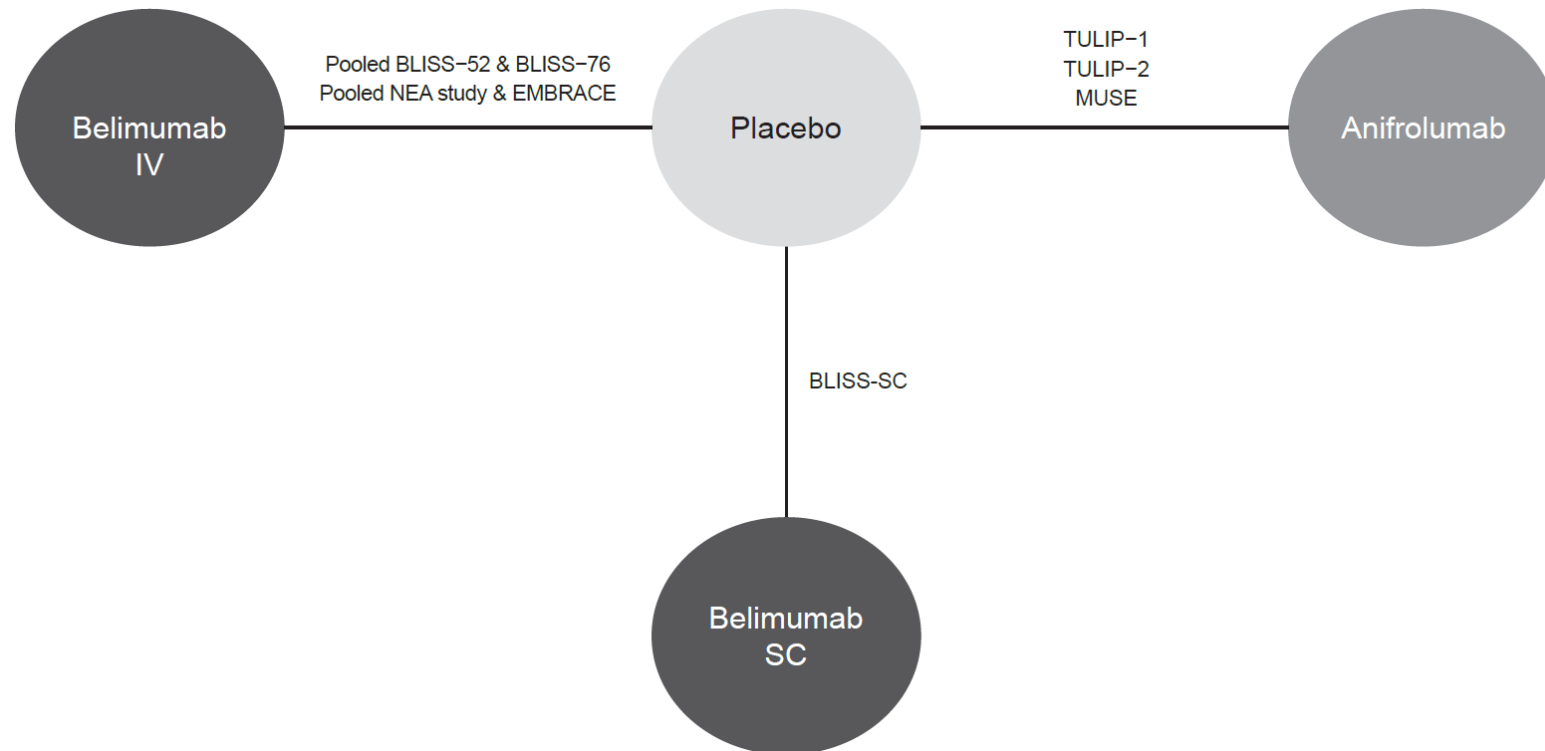 Pooled BLISS−52 & BLISS−76
Pooled NEA study & EMBRACE
TULIP−1
TULIP−2
MUSE
Belimumab
IV
Placebo
Anifrolumab
BLISS-SC
Belimumab
SC